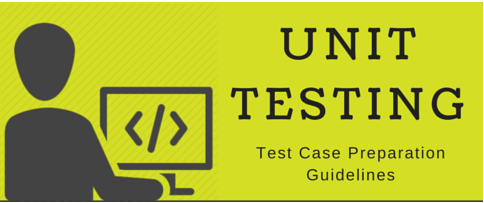 UNIT
TESTING
Test Case Preparation
Guidelines
</>